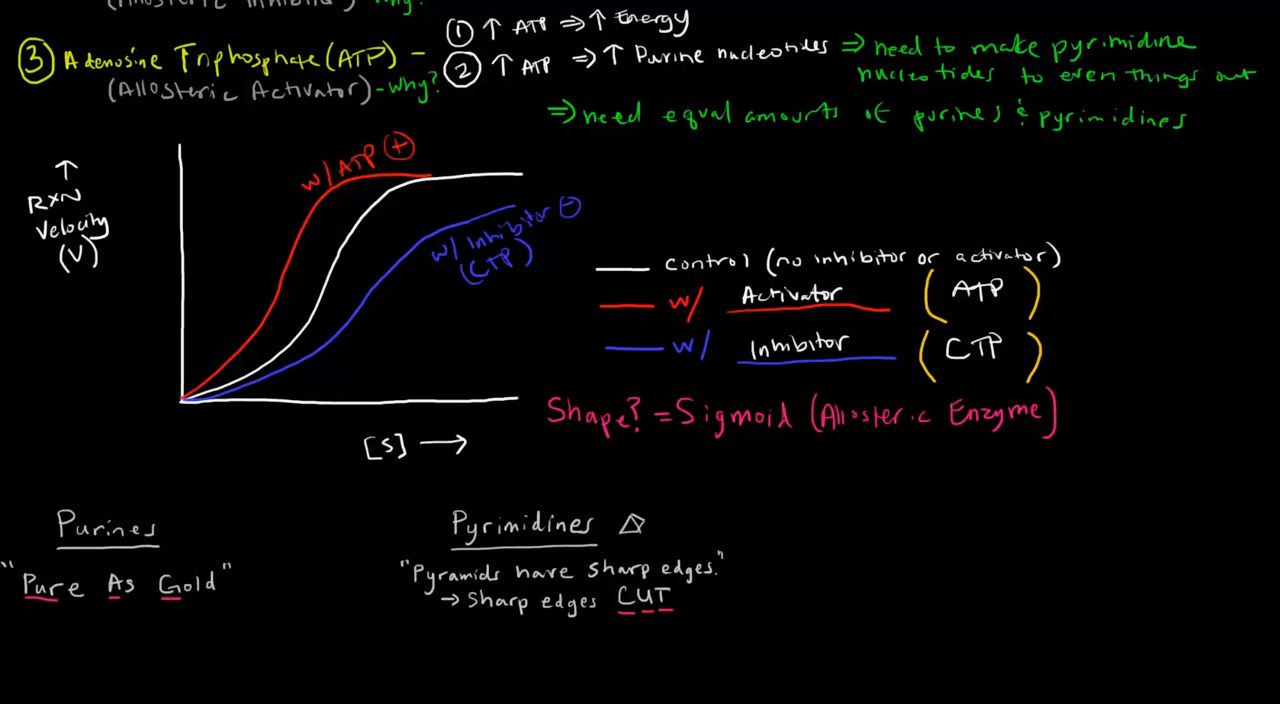 (Allosteric Inhibitor) - Why?
① ↑ ATP ⇒ ↑ Energy
③ Adenosine Triphosphate (ATP) -
(Allosteric Activator) - why?
② ↑ ATP ⇒ ↑ Purine nucleotides ⇒ need to make pyrimidine
nucleotides to even things out
⇒ need equal amounts of purines & pyrimidines
↑
RXN
Velocity
(V)
w/ ATP +
w/ Inhibitor -
(CTP)
control (no inhibitor or activator)
w/ Activator (ATP)
w/ Inhibitor (CTP)
Shape? = Sigmoid (Allosteric Enzyme)
[S] →
Purines
"Pure As Gold"
Pyrimidines
"Pyramids have sharp edges."
→ Sharp edges CUT